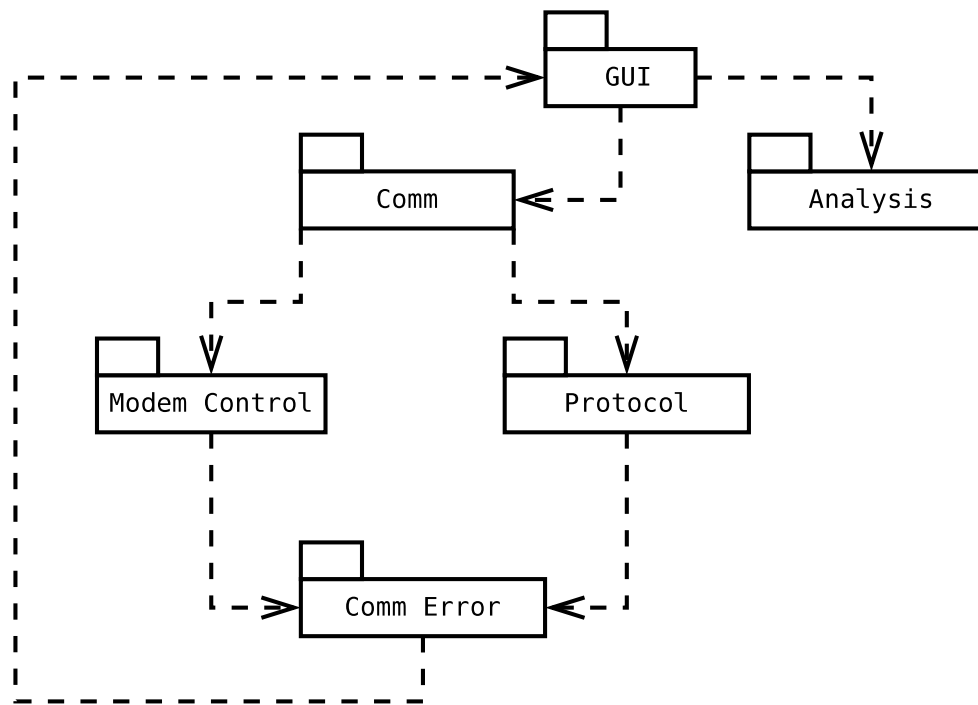 GUI
Comm
Analysis
Modem Control
Protocol
Comm Error